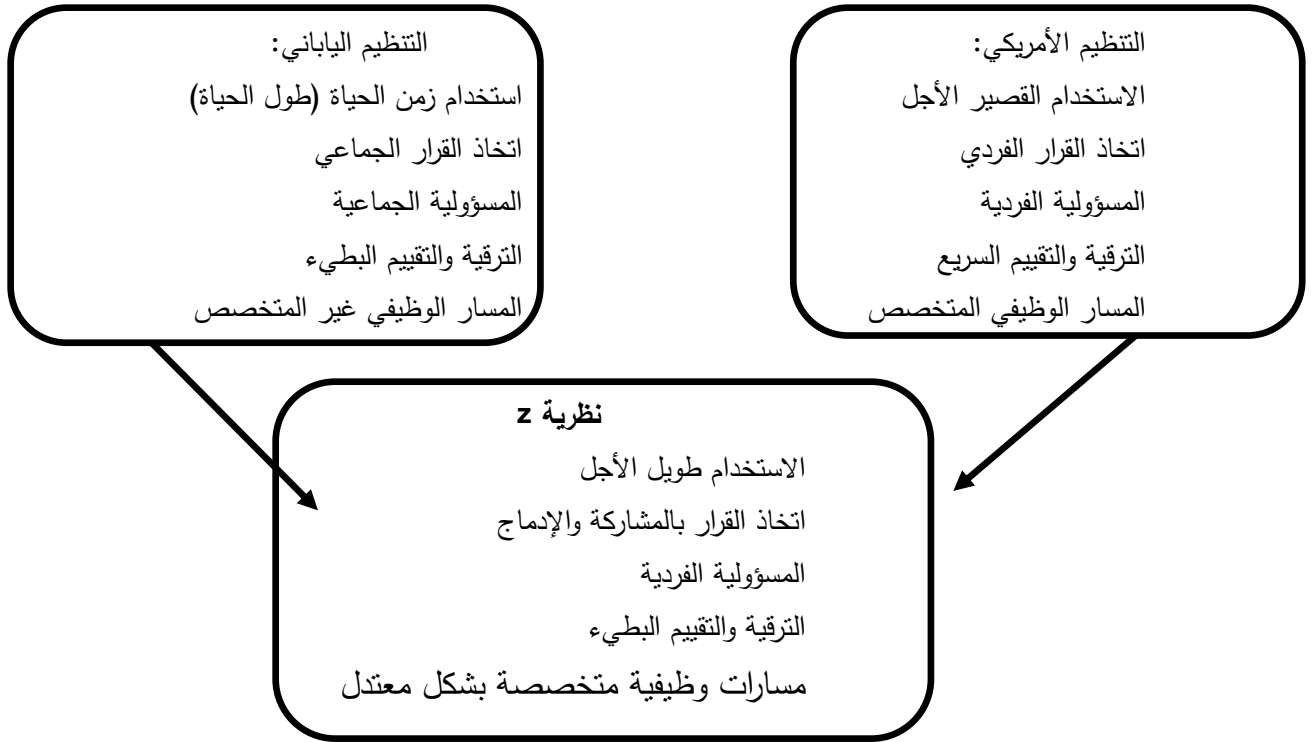 التنظيم الأمريكي:
الاستخدام القصير الأجل
اتخاذ القرار الفردي
المسؤولية الفردية
الترقية والتقييم السريع
المسار الوظيفي المتخصص
التنظيم الياباني:
استخدام زمن الحياة (طول الحياة)
اتخاذ القرار الجماعي
المسؤولية الجماعية
الترقية والتقييم البطيء
المسار الوظيفي غير المتخصص
نظرية z
الاستخدام طويل الأجل
اتخاذ القرار بالمشاركة والإدماج
المسؤولية الفردية
الترقية والتقييم البطيء
مسارات وظيفية متخصصة بشكل معتدل